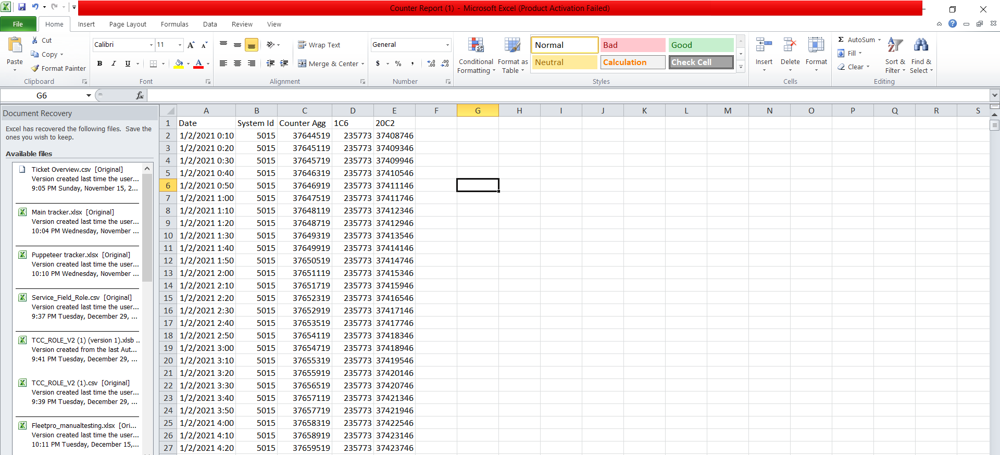 Counter Report (1) - Microsoft Excel (Product Activation Failed)
File Home Insert Page Layout Formulas Data Review View
Paste
Cut
Copy
Format Painter
Clipboard
Calibri 11
B I U
Font
Wrap Text
Merge & Center
Alignment
General
$ % ,
Number
Conditional Formatting
Format as Table
Normal Bad Good
Neutral Calculation Check Cell
Styles
Insert Delete Format
Cells
Σ AutoSum
Fill
Clear
Sort & Filter
Find & Select
Editing
G6
fx
Document Recovery
Excel has recovered the following files. Save the
ones you wish to keep.
Available files
Ticket Overview.csv [Original]
Version created last time the user...
9:05 PM Sunday, November 15, 2...
Main tracker.xlsx [Original]
Version created last time the user...
10:04 PM Wednesday, November ...
Puppeteer tracker.xlsx [Original]
Version created last time the user...
10:10 PM Wednesday, November ...
Service_Field_Role.csv [Original]
Version created last time the user...
9:37 PM Tuesday, December 29, ...
TCC_ROLE_V2 (1) (version 1).xlsb ..
Version created from the last Aut...
9:41 PM Tuesday, December 29, ...
TCC_ROLE_V2 (1).csv [Original]
Version created last time the user...
9:39 PM Tuesday, December 29, ...
Fleetpro_manualtesting.xlsx [Ori...
Version created last time the user...
10:11 PM Tuesday, December 15,...
A B C D E F G H I J K L M N O P Q R S
1 Date System Id Counter Agg 1C6 20C2
2 1/2/2021 0:10 5015 37644519 235773 37408746
3 1/2/2021 0:20 5015 37645119 235773 37409346
4 1/2/2021 0:30 5015 37645719 235773 37409946
5 1/2/2021 0:40 5015 37646319 235773 37410546
6 1/2/2021 0:50 5015 37646919 235773 37411146
7 1/2/2021 1:00 5015 37647519 235773 37411746
8 1/2/2021 1:10 5015 37648119 235773 37412346
9 1/2/2021 1:20 5015 37648719 235773 37412946
10 1/2/2021 1:30 5015 37649319 235773 37413546
11 1/2/2021 1:40 5015 37649919 235773 37414146
12 1/2/2021 1:50 5015 37650519 235773 37414746
13 1/2/2021 2:00 5015 37651119 235773 37415346
14 1/2/2021 2:10 5015 37651719 235773 37415946
15 1/2/2021 2:20 5015 37652319 235773 37416546
16 1/2/2021 2:30 5015 37652919 235773 37417146
17 1/2/2021 2:40 5015 37653519 235773 37417746
18 1/2/2021 2:50 5015 37654119 235773 37418346
19 1/2/2021 3:00 5015 37654719 235773 37418946
20 1/2/2021 3:10 5015 37655319 235773 37419546
21 1/2/2021 3:20 5015 37655919 235773 37420146
22 1/2/2021 3:30 5015 37656519 235773 37420746
23 1/2/2021 3:40 5015 37657119 235773 37421346
24 1/2/2021 3:50 5015 37657719 235773 37421946
25 1/2/2021 4:00 5015 37658319 235773 37422546
26 1/2/2021 4:10 5015 37658919 235773 37423146
27 1/2/2021 4:20 5015 37659519 235773 37423746